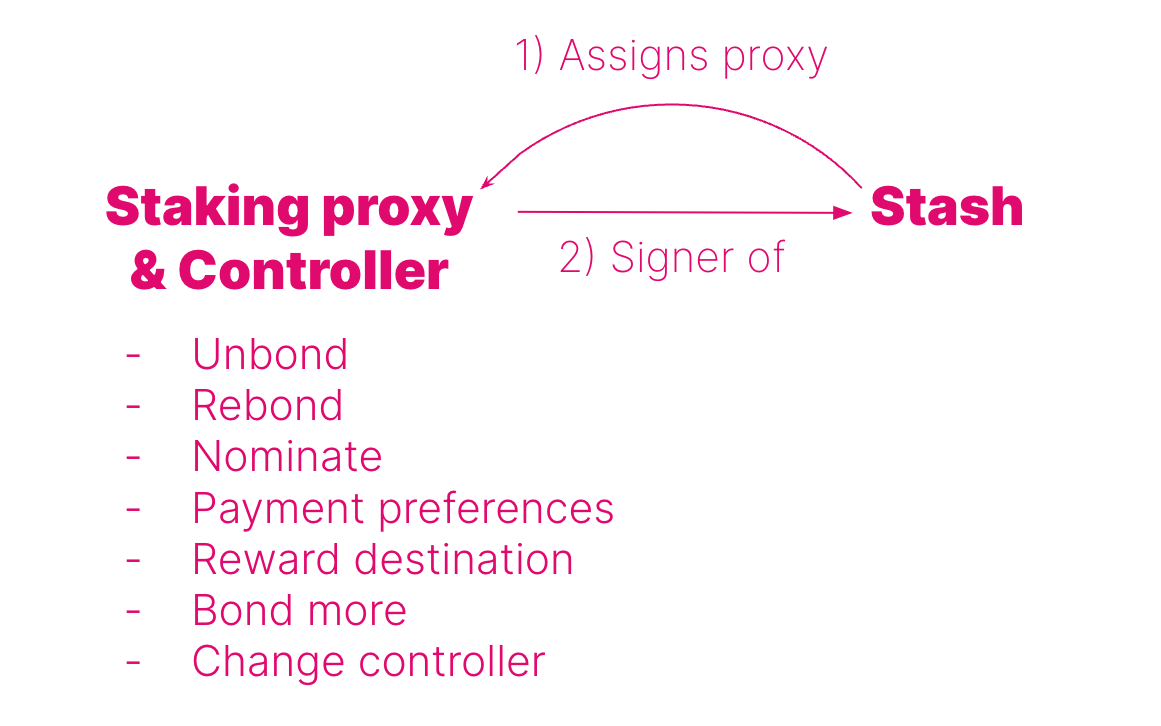 1) Assigns proxy
Staking proxy
& Controller
Stash
2) Signer of
- Unbond
- Rebond
- Nominate
- Payment preferences
- Reward destination
- Bond more
- Change controller